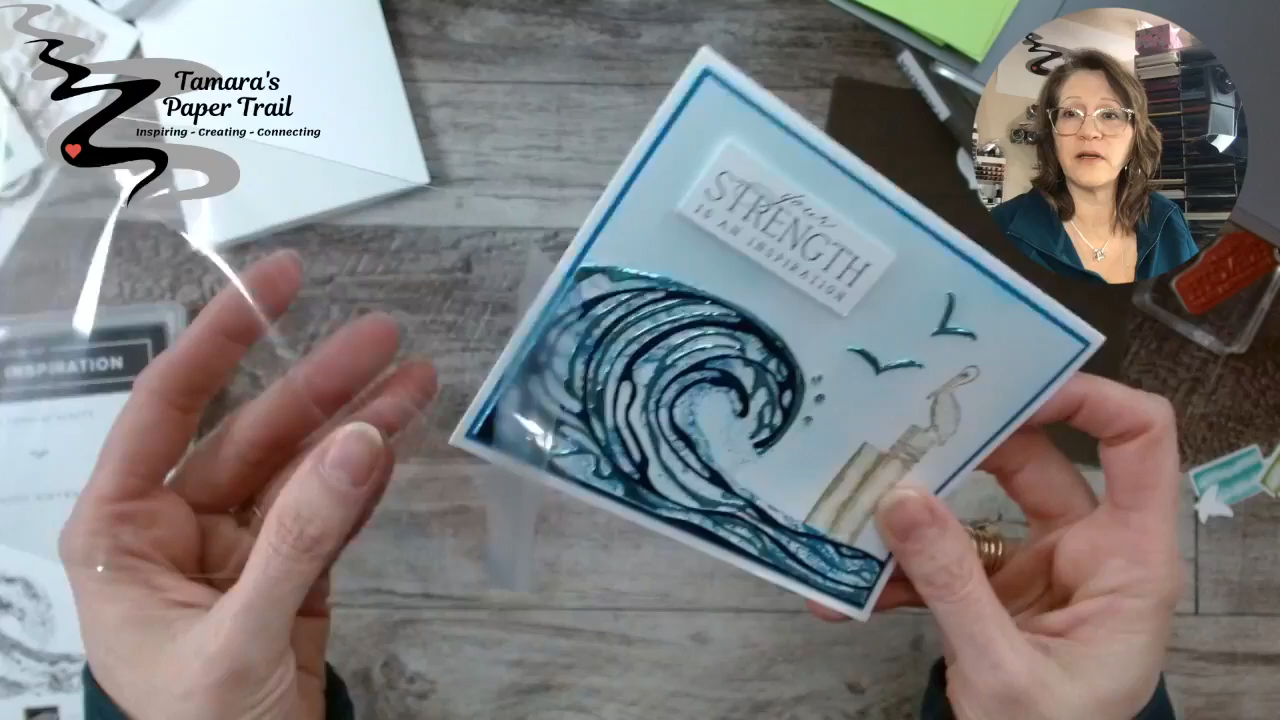 Tamara's
Paper Trail
Inspiring - Creating - Connecting
your
STRENGTH
IS AN INSPIRATION
INSPIRATION